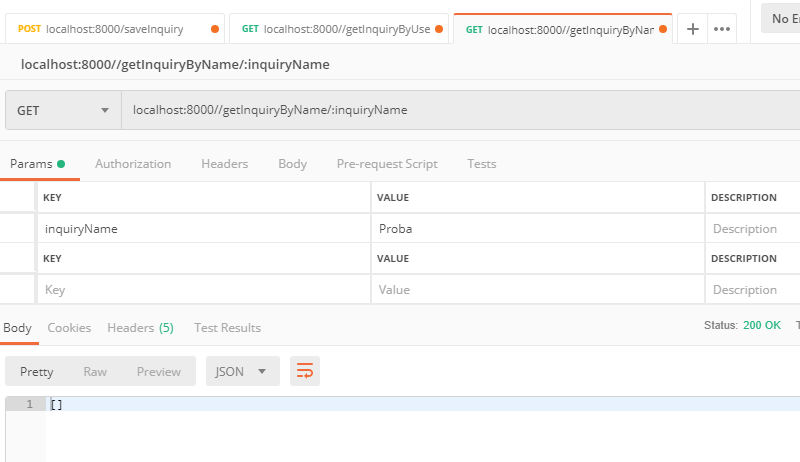 POST localhost:8000/saveInquiry GET localhost:8000//getInquiryByUse GET localhost:8000//getInquiryByNar + ••• No En
localhost:8000//getInquiryByName/:inquiryName
GET localhost:8000//getInquiryByName/:inquiryName
Params Authorization Headers Body Pre-request Script Tests
KEY VALUE DESCRIPTION
inquiryName Proba Description
KEY VALUE DESCRIPTION
Key Value Description
Body Cookies Headers (5) Test Results Status: 200 OK T
Pretty Raw Preview JSON
1 []